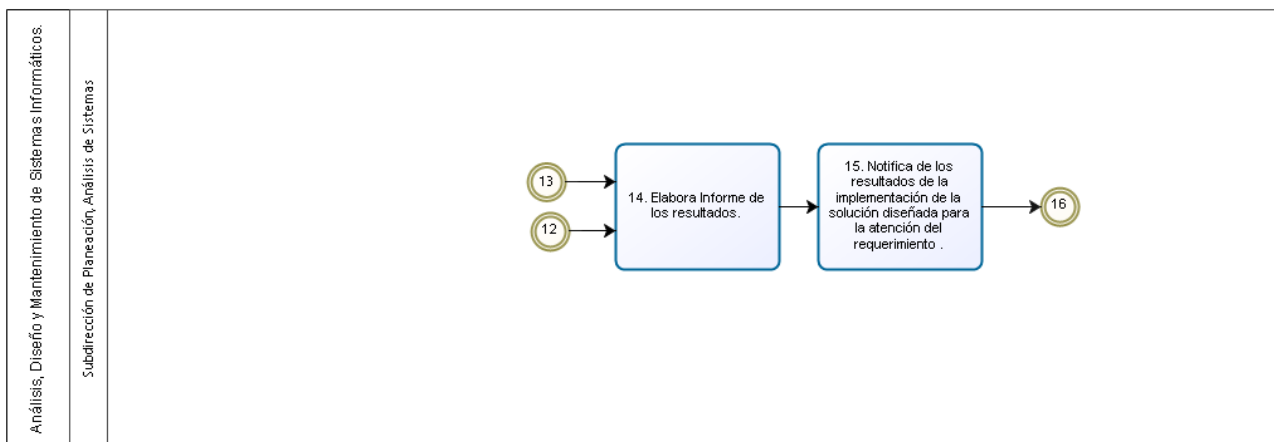 Análisis, Diseño y Mantenimiento de Sistemas Informáticos.
Subdirección de Planeación, Análisis de Sistemas
13
12
14. Elabora Informe de
los resultados.
15. Notifica de los
resultados de la
implementación de la
solución diseñada para
la atención del
requerimiento .
16